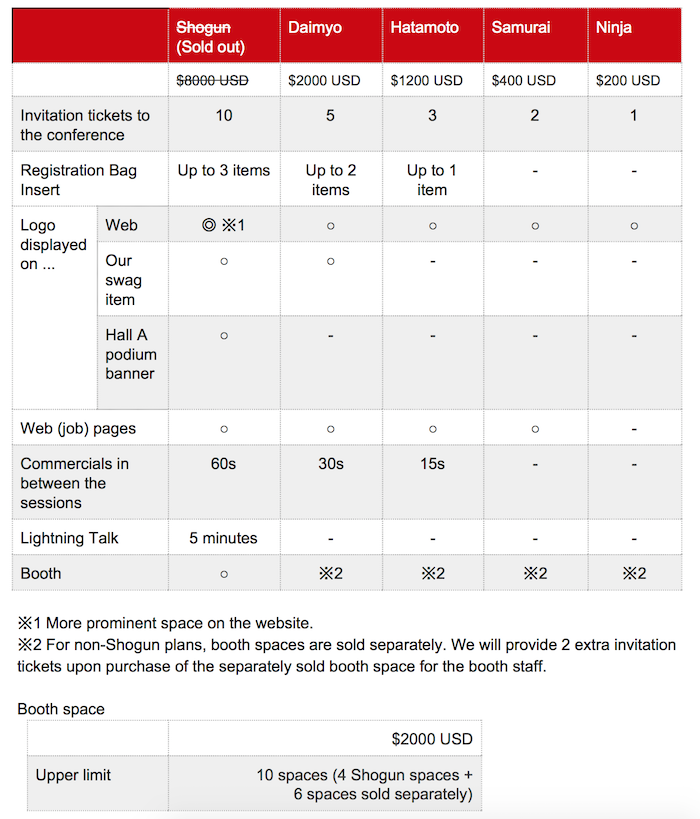 Shogun (Sold out) Daimyo Hatamoto Samurai Ninja
$8000 USD $2000 USD $1200 USD $400 USD $200 USD
Invitation tickets to the conference 10 5 3 2 1
Registration Bag Insert Up to 3 items Up to 2 items Up to 1 item - -
Logo displayed on ... Web ◎ ※1 ○ ○ ○ ○
Our swag item ○ ○ - - -
Hall A podium banner ○ - - - -
Web (job) pages ○ ○ ○ ○ -
Commercials in between the sessions 60s 30s 15s - -
Lightning Talk 5 minutes - - - -
Booth ○ ※2 ※2 ※2 ※2
※1 More prominent space on the website.
※2 For non-Shogun plans, booth spaces are sold separately. We will provide 2 extra invitation
tickets upon purchase of the separately sold booth space for the booth staff.
Booth space
$2000 USD
Upper limit 10 spaces (4 Shogun spaces + 6 spaces sold separately)